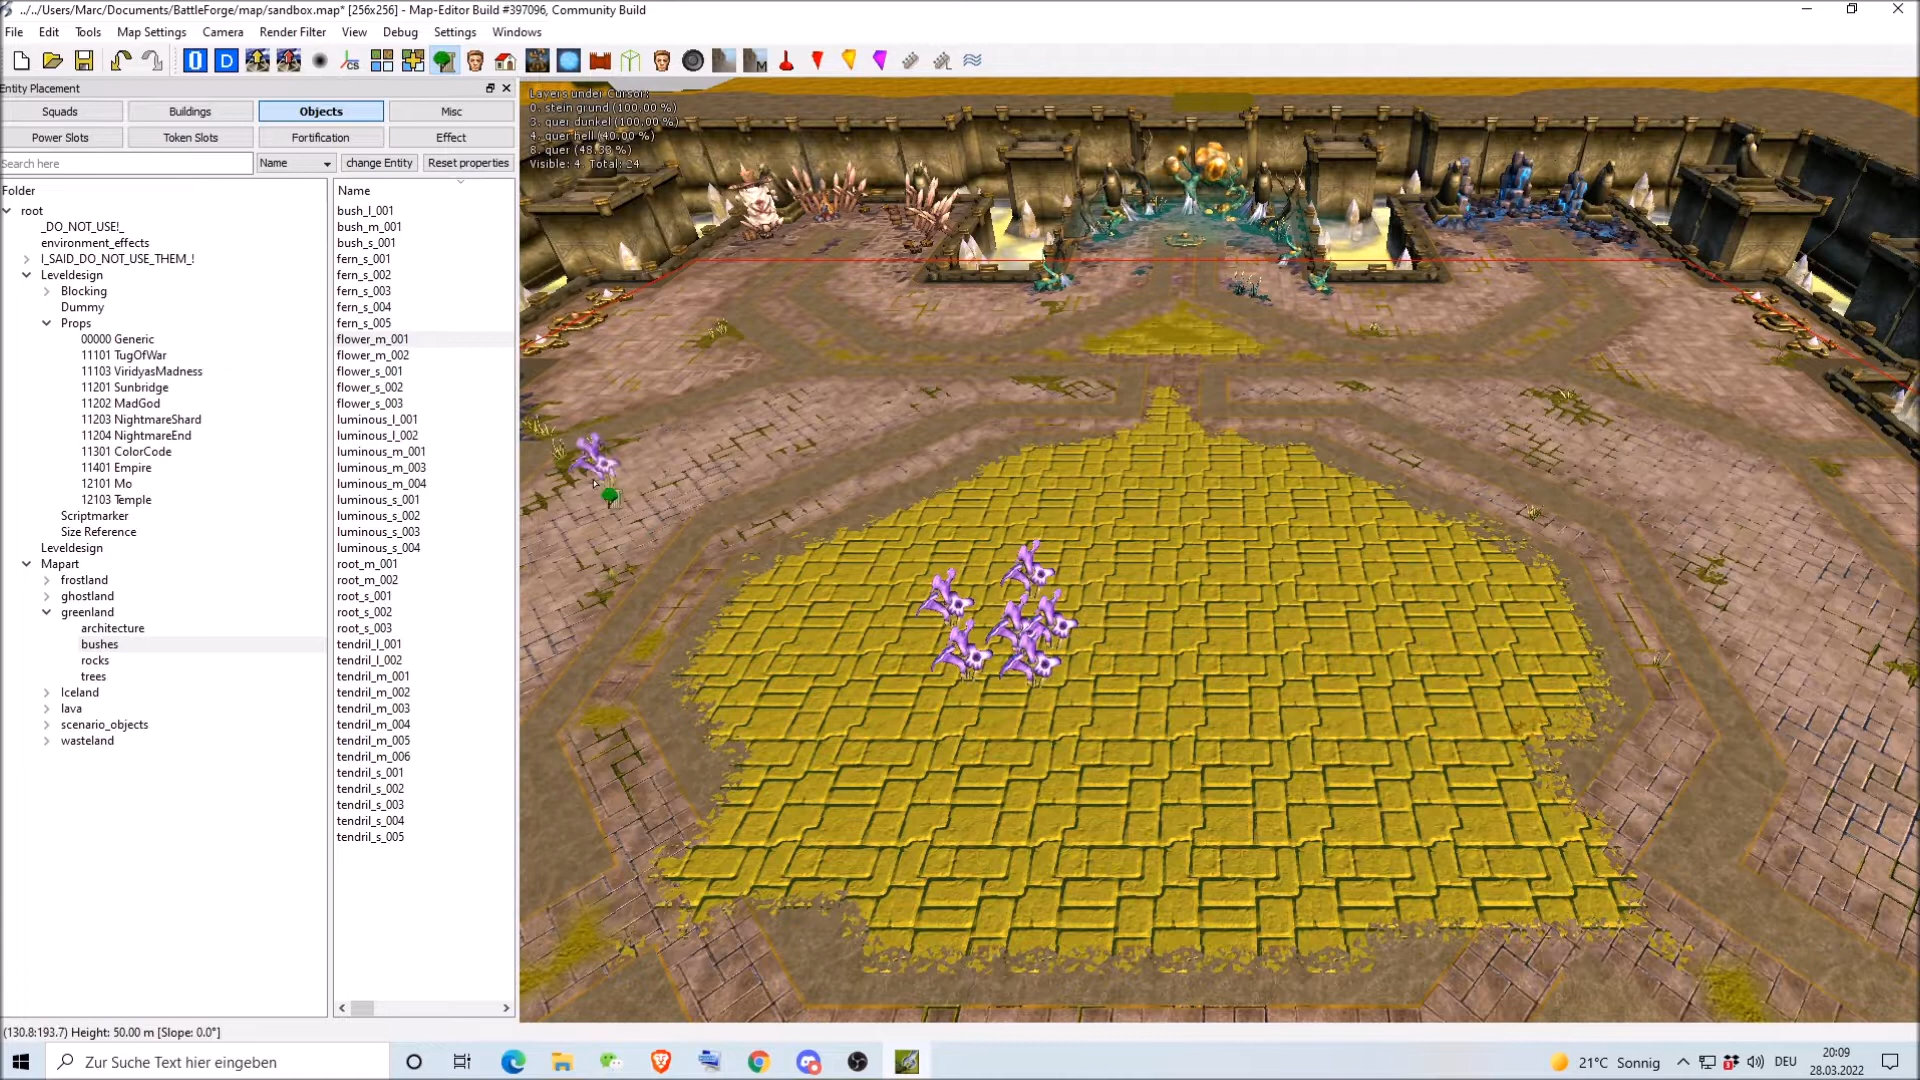 ../../Users/Marc/Documents/BattleForge/map/sandbox.map* [256x256] - Map-Editor Build #397096, Community Build
File Edit Tools Map Settings Camera Render Filter View Debug Settings Windows
Entity Placement
Squads Buildings Objects Misc
Power Slots Token Slots Fortification Effect
Search here Name change Entity Reset properties
Folder
root
_DO_NOT_USE!_
environment_effects
I_SAID_DO_NOT_USE_THEM_!
Leveldesign
Blocking
Dummy
Props
00000 Generic
11101 TugOfWar
11103 ViridyasMadness
11201 Sunbridge
11202 MadGod
11203 NightmareShard
11204 NightmareEnd
11301 ColorCode
11401 Empire
12101 Mo
12103 Temple
Scriptmarker
Size Reference
Leveldesign
Mapart
frostland
ghostland
greenland
architecture
bushes
rocks
trees
Iceland
lava
scenario_objects
wasteland
Name
bush_l_001
bush_m_001
bush_s_001
fern_s_001
fern_s_002
fern_s_003
fern_s_004
fern_s_005
flower_m_001
flower_m_002
flower_s_001
flower_s_002
flower_s_003
luminous_l_001
luminous_l_002
luminous_m_001
luminous_m_003
luminous_m_004
luminous_s_001
luminous_s_002
luminous_s_003
luminous_s_004
root_m_001
root_m_002
root_s_001
root_s_002
root_s_003
tendril_l_001
tendril_l_002
tendril_m_001
tendril_m_002
tendril_m_003
tendril_m_004
tendril_m_005
tendril_m_006
tendril_s_001
tendril_s_002
tendril_s_003
tendril_s_004
tendril_s_005
Layers under Cursor:
0. stein grund (100.00 %)
3. quer dunkel (100.00 %)
4. quer hell (40.00 %)
8. quer (48.38 %)
Visible: 4. Total: 24
(130.8:193.7) Height: 50.00 m [Slope: 0.0°]
Zur Suche Text hier eingeben
21°C Sonnig
DEU
20:09
28.03.2022